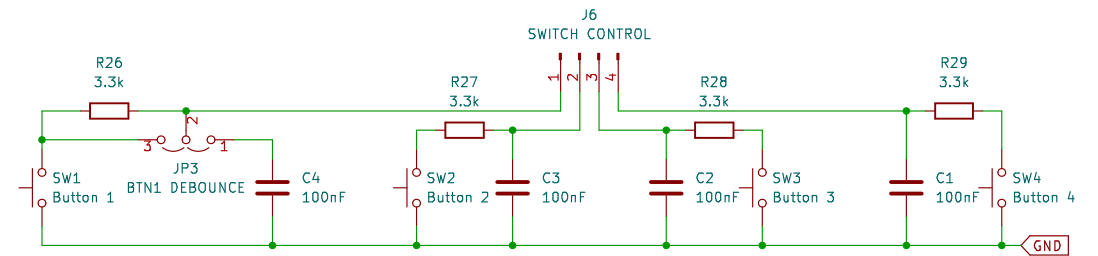 J6
SWITCH CONTROL
R26
3.3k
R27
3.3k
R28
3.3k
R29
3.3k
1
2
3
4
2
3
1
JP3
BTN1 DEBOUNCE
SW1
Button 1
C4
100nF
SW2
Button 2
C3
100nF
C2
100nF
SW3
Button 3
C1
100nF
SW4
Button 4
GND